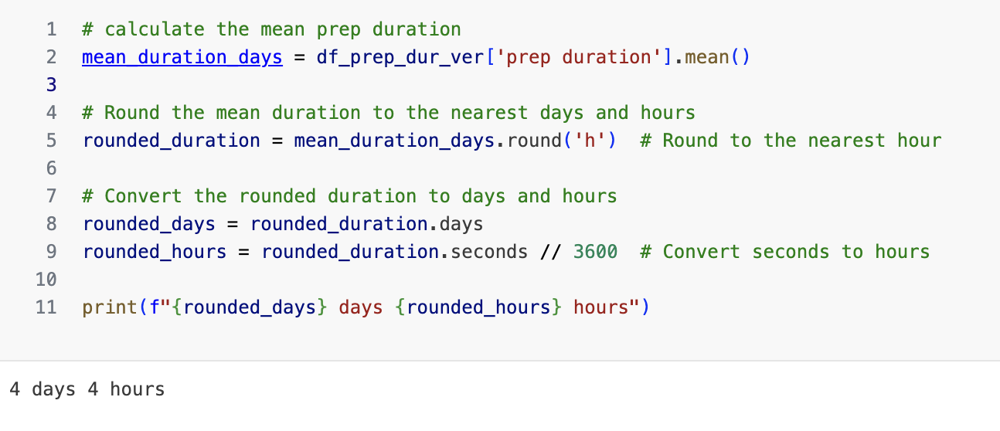 1 # calculate the mean prep duration
2 mean_duration_days = df_prep_dur_ver['prep duration'].mean()
3
4 # Round the mean duration to the nearest days and hours
5 rounded_duration = mean_duration_days.round('h')  # Round to the nearest hour
6
7 # Convert the rounded duration to days and hours
8 rounded_days = rounded_duration.days
9 rounded_hours = rounded_duration.seconds // 3600  # Convert seconds to hours
10
11 print(f"{rounded_days} days {rounded_hours} hours")
4 days 4 hours